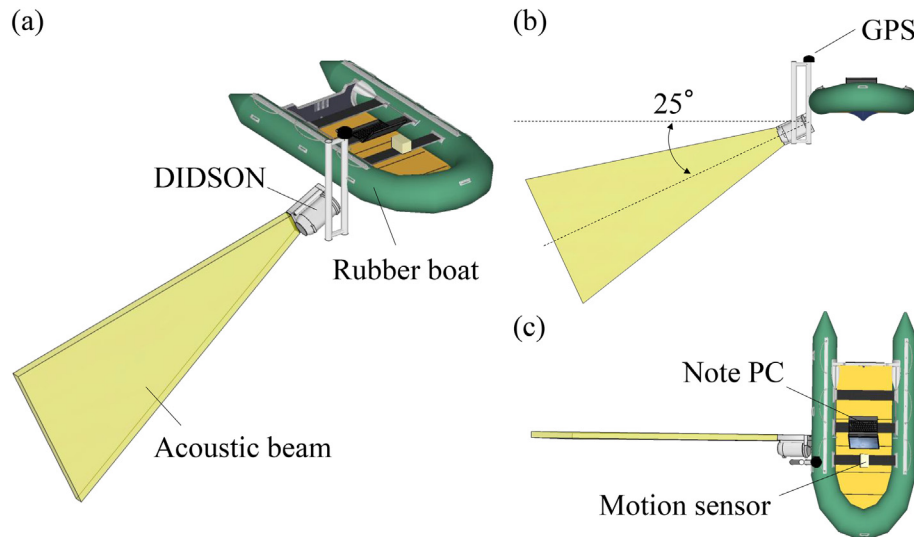 (a)
DIDSON
Rubber boat
Acoustic beam
(b)
GPS
25°
(c)
Note PC
Motion sensor